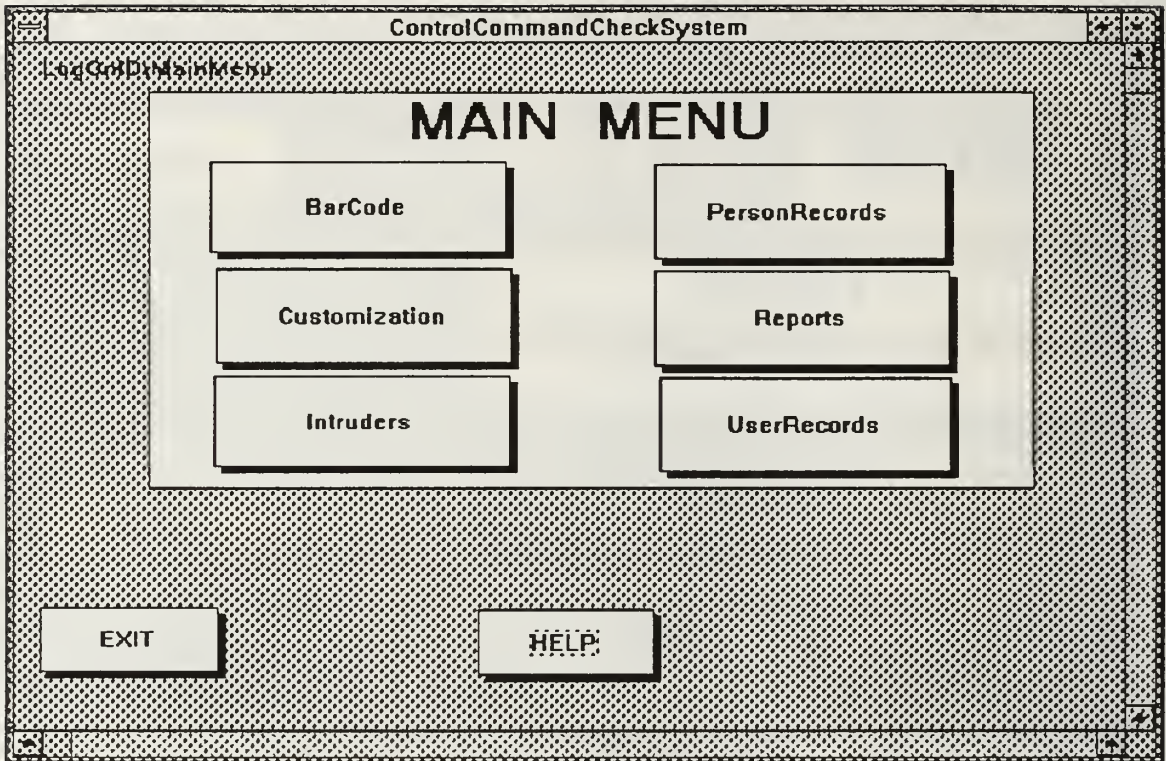 ControlCommandCheckSystem
MAIN MENU
BarCode
PersonRecords
Customization
Reports
Intruders
UserRecords
EXIT
HELP